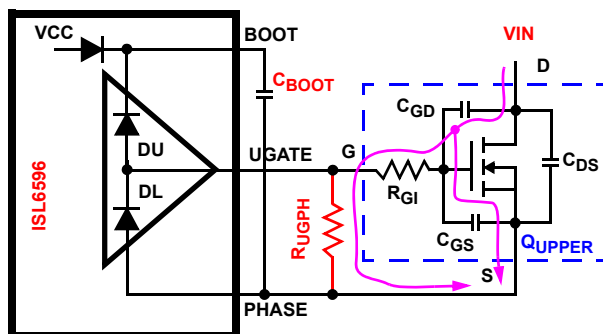 VCC
BOOT
VIN
D
CBOOT
CGD
DU
UGATE
G
CDS
DL
RGI
ISL6596
RUGPH
CGS
QUPPER
S
PHASE